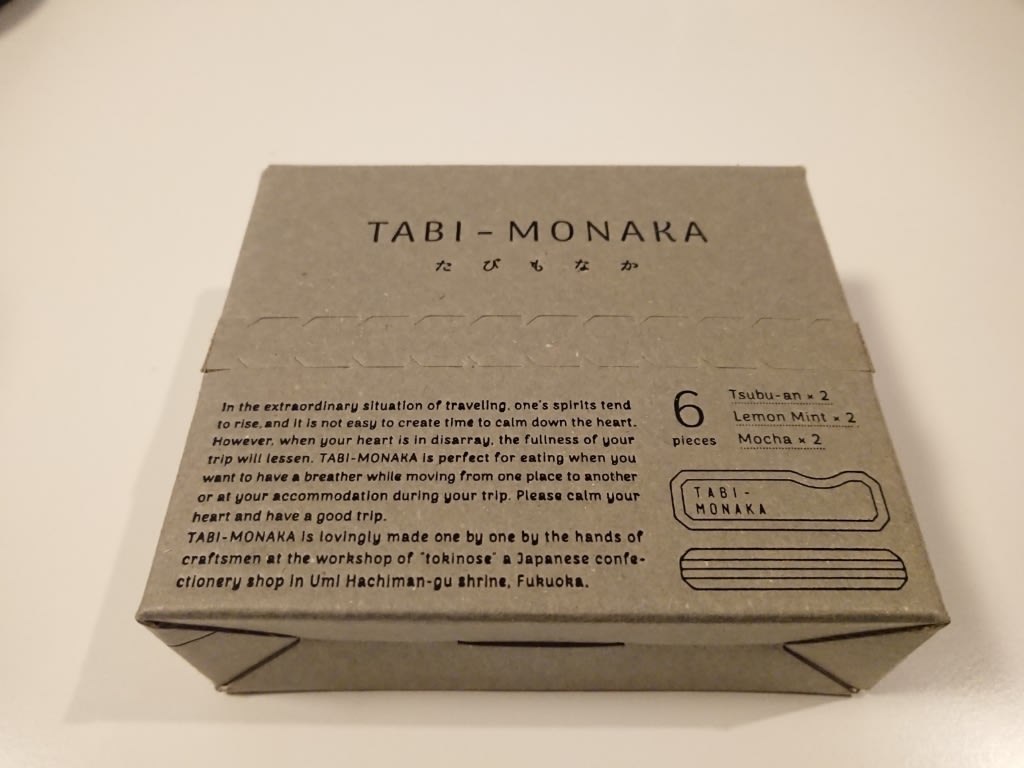 TABI-MONAKA
たびもなか
In the extraordinary situation of traveling, one's spirits tend
to rise, and it is not easy to create time to calm down the heart.
However, when your heart is in disarray, the fullness of your
trip will lessen. TABI-MONAKA is perfect for eating when you
want to have a breather while moving from one place to another
or at your accommodation during your trip. Please calm your
heart and have a good trip.
TABI-MONAKA is lovingly made one by one by the hands of
craftsmen at the workshop of "tokinose" a Japanese confe-
ctionery shop in Umi Hachiman-gu shrine, Fukuoka.
6
pieces
Tsubu-an × 2
Lemon Mint × 2
Mocha × 2
TABI-
MONAKA